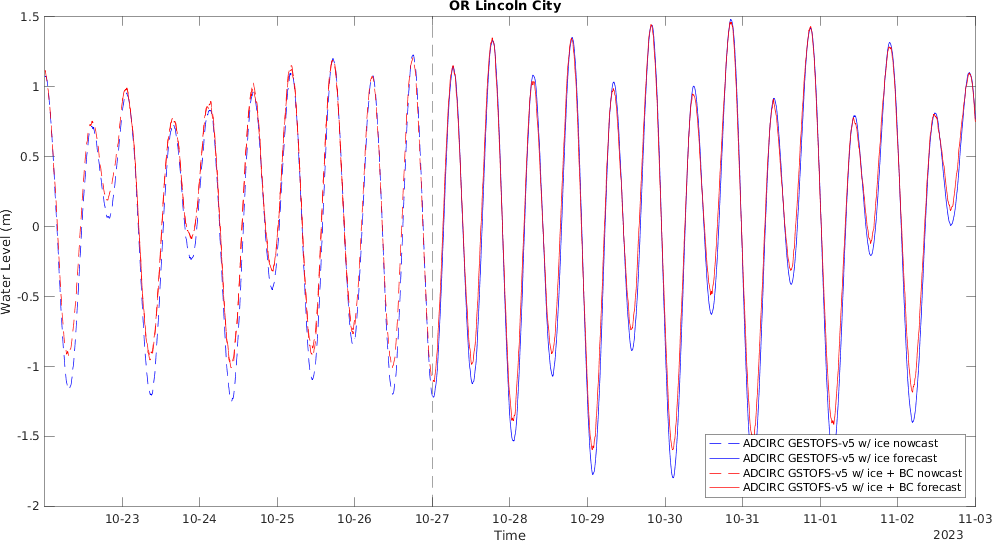 OR Lincoln City
1.5
1
0.5
0
-0.5
-1
-1.5
-2
Water Level (m)
ADCIRC GESTOFS-v5 w/ ice nowcast
ADCIRC GESTOFS-v5 w/ ice forecast
ADCIRC GSTOFS-v5 w/ ice + BC nowcast
ADCIRC GSTOFS-v5 w/ ice + BC forecast
10-23 10-24 10-25 10-26 10-27 10-28 10-29 10-30 10-31 11-01 11-02 11-03
Time
2023